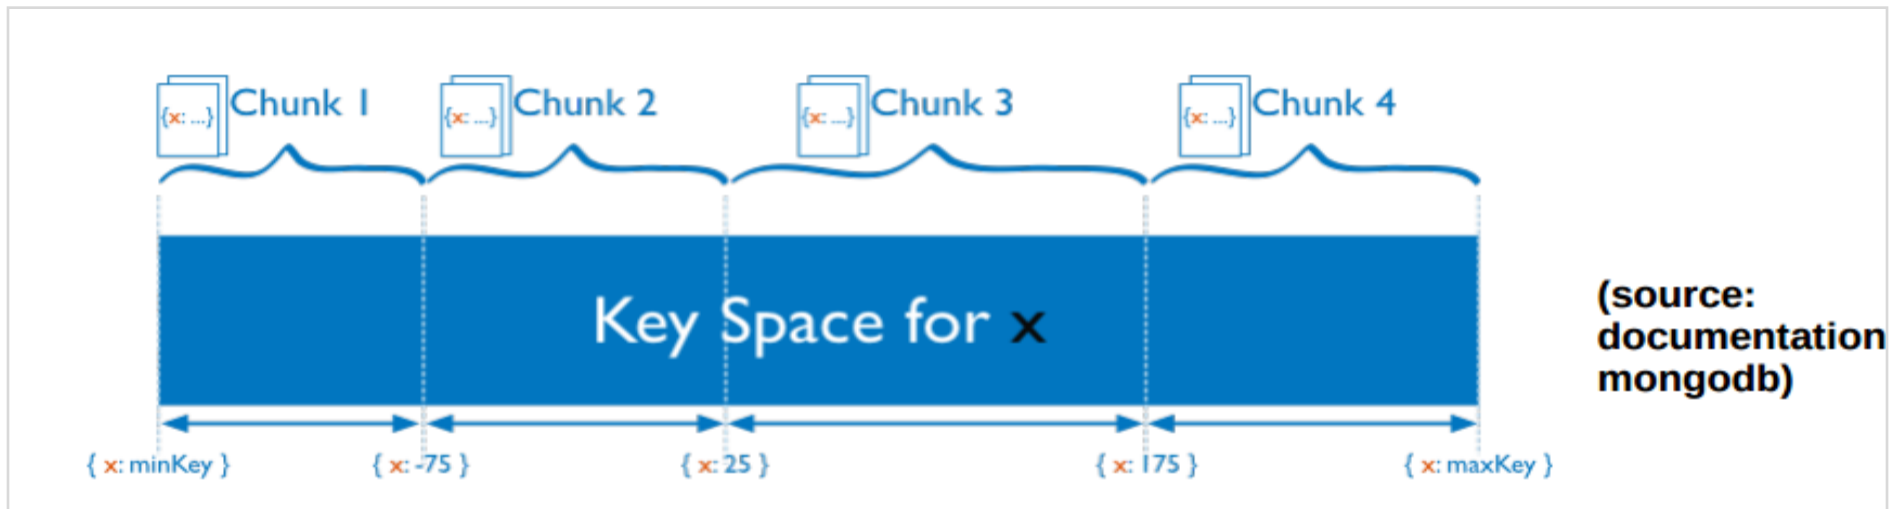 {x: ...} Chunk 1 {x: ...} Chunk 2 {x: ...} Chunk 3 {x: ...} Chunk 4
Key Space for x
(source:
documentation
mongodb)
{ x: minKey } { x: -75 } { x: 25 } { x: 175 } { x: maxKey }